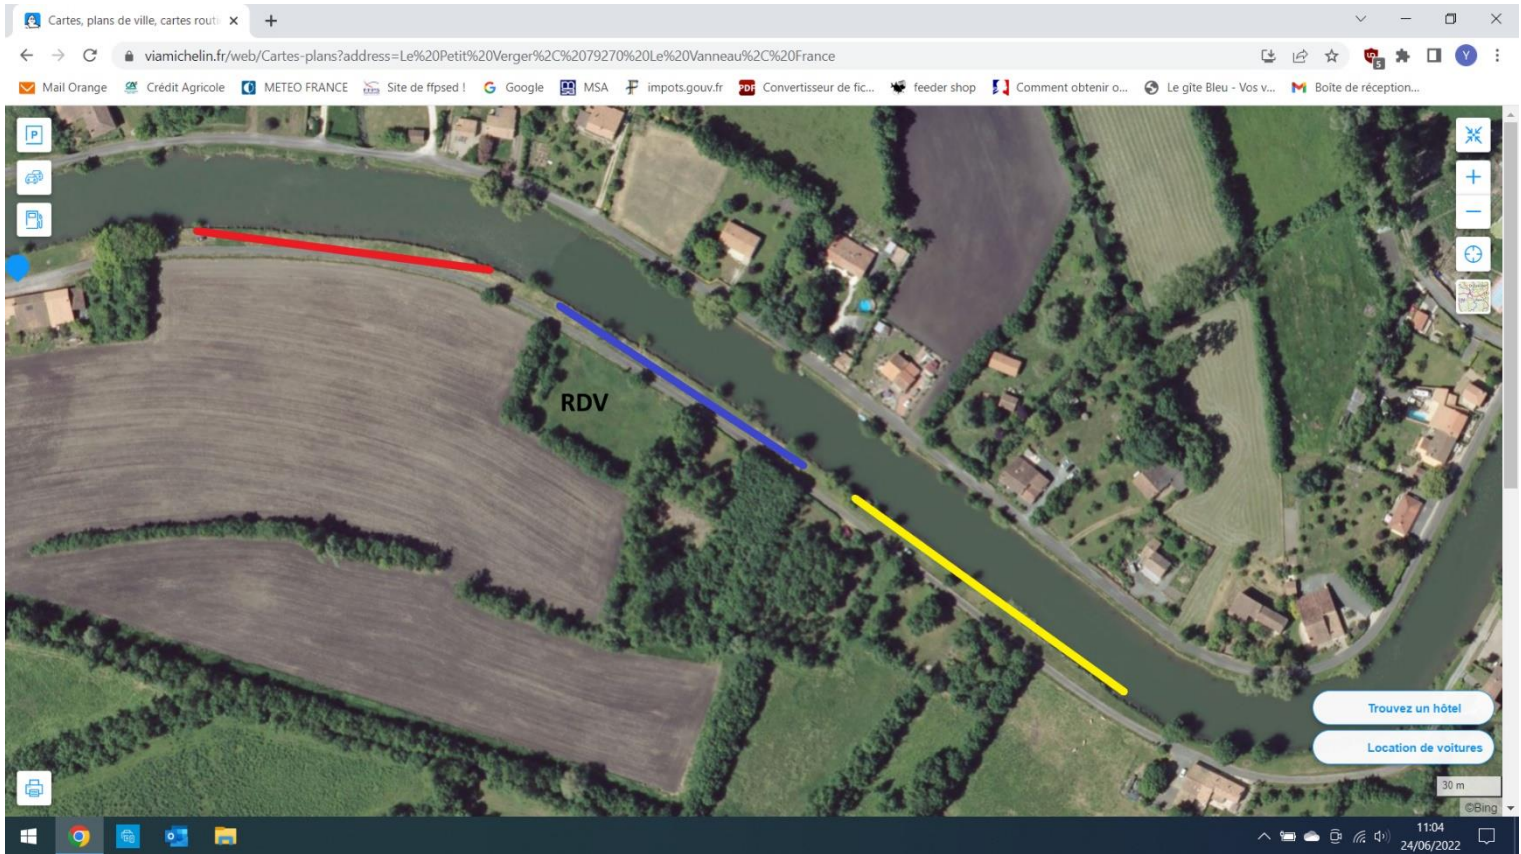 Cartes, plans de ville, cartes routi
viamichelin.fr/web/Cartes-plans?address=Le%20Petit%20Verger%2C%2079270%20Le%20Vanneau%2C%20France
5
Y
Mail Orange Crédit Agricole METEO FRANCE Site de ffpsed ! Google MSA impots.gouv.fr PDF Convertisseur de fic... feeder shop Comment obtenir o... Le gîte Bleu - Vos v... Boîte de réception...
P
RDV
Trouvez un hôtel
Location de voitures
30 m
©Bing
11:04
24/06/2022